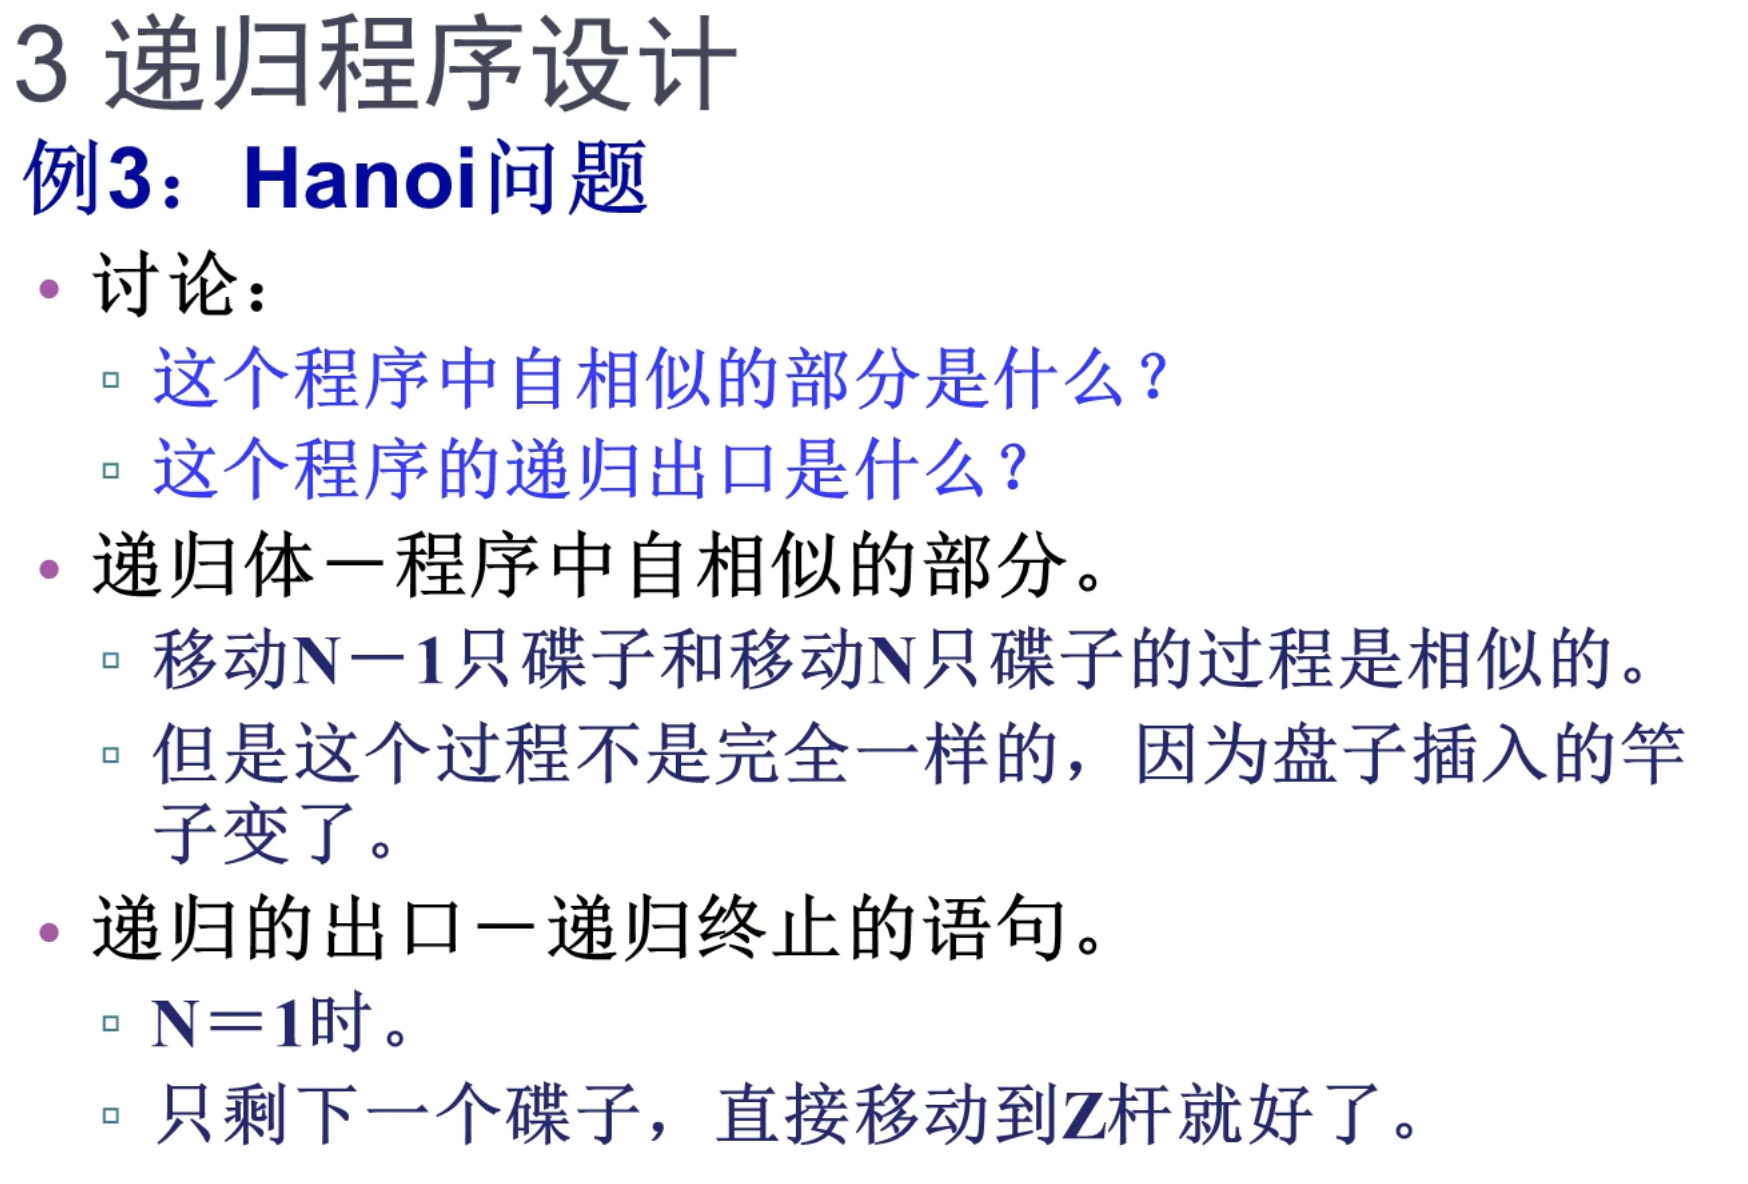 3 递归程序设计
例3：Hanoi问题
• 讨论：
▫ 这个程序中自相似的部分是什么？
▫ 这个程序的递归出口是什么？
• 递归体－程序中自相似的部分。
▫ 移动N－1只碟子和移动N只碟子的过程是相似的。
▫ 但是这个过程不是完全一样的，因为盘子插入的竿
子变了。
• 递归的出口－递归终止的语句。
▫ N＝1时。
▫ 只剩下一个碟子，直接移动到Z杆就好了。